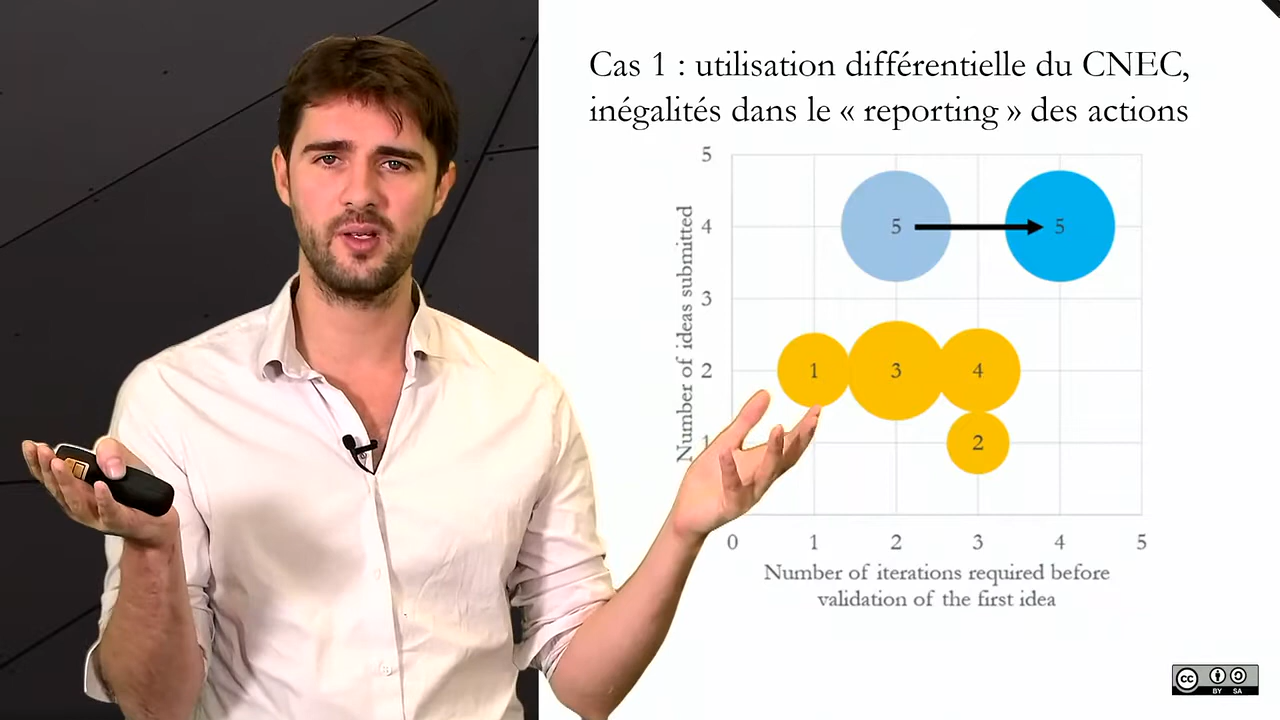 Cas 1 : utilisation différentielle du CNEC,
inégalités dans le « reporting » des actions
5
4
3
2
1
Number of ideas submitted
5
5
1
3
4
2
0
1
2
3
4
5
Number of iterations required before
validation of the first idea
cc
BY SA